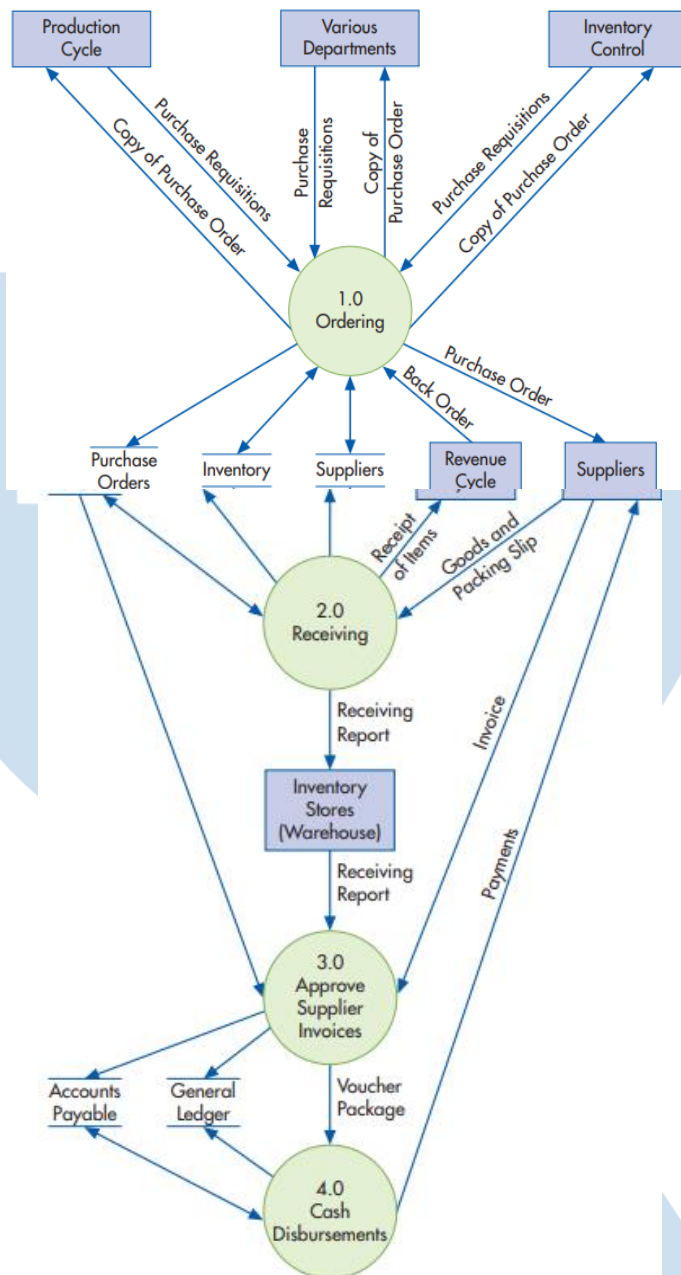 Production
Cycle
Various
Departments
Inventory
Control
Purchase Requisitions
Copy of Purchase Order
Purchase
Requisitions
Copy of
Purchase Order
Purchase Requisitions
Copy of Purchase Order
1.0
Ordering
Purchase Order
Back Order
Purchase
Orders
Inventory
Suppliers
Revenue
Cycle
Suppliers
Receipt
of Items
Goods and
Packing Slip
2.0
Receiving
Receiving
Report
Invoice
Inventory
Stores
(Warehouse)
Payments
Receiving
Report
3.0
Approve
Supplier
Invoices
Accounts
Payable
General
Ledger
Voucher
Package
4.0
Cash
Disbursements